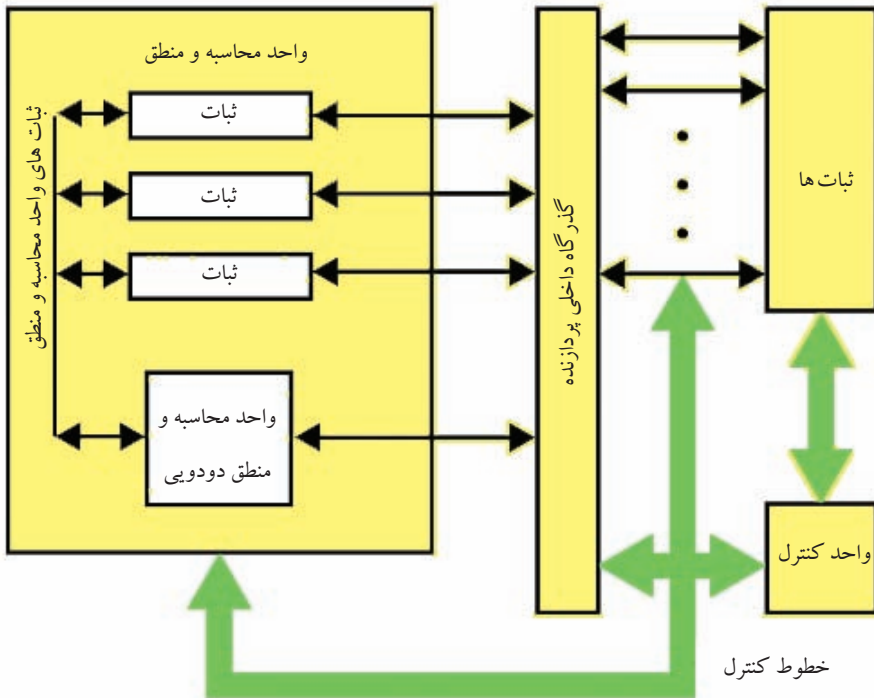 واحد محاسبه و منطق
ثبات
ثبات
ثبات
ثبات های واحد محاسبه و منطق
واحد محاسبه و
منطق دودویی
گذرگاه داخلی پردازنده
ثبات‌ها
واحد کنترل
خطوط کنترل